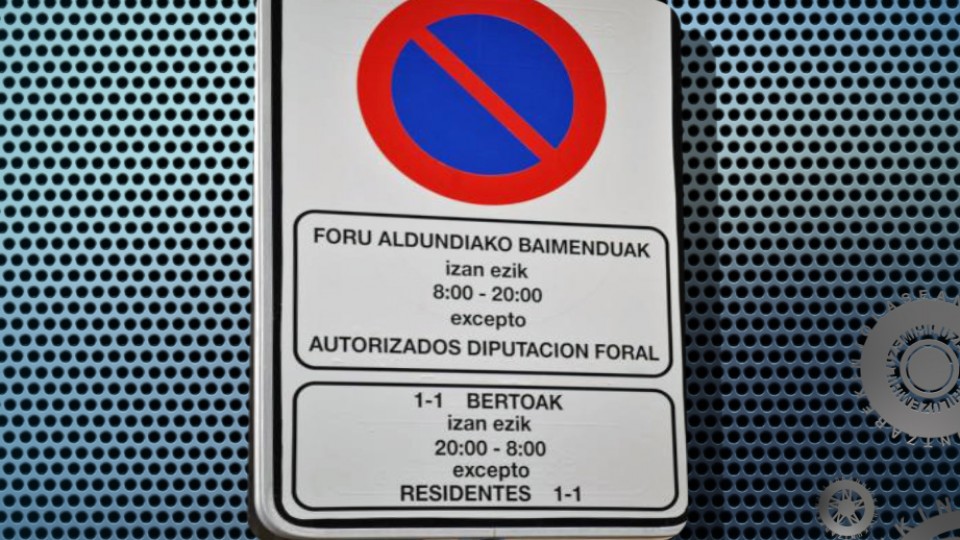 FORU ALDUNDIAKO BAIMENDUAK
izan ezik
8:00 - 20:00
excepto
AUTORIZADOS DIPUTACION FORAL
1-1 BERTOAK
izan ezik
20:00 - 8:00
excepto
RESIDENTES 1-1